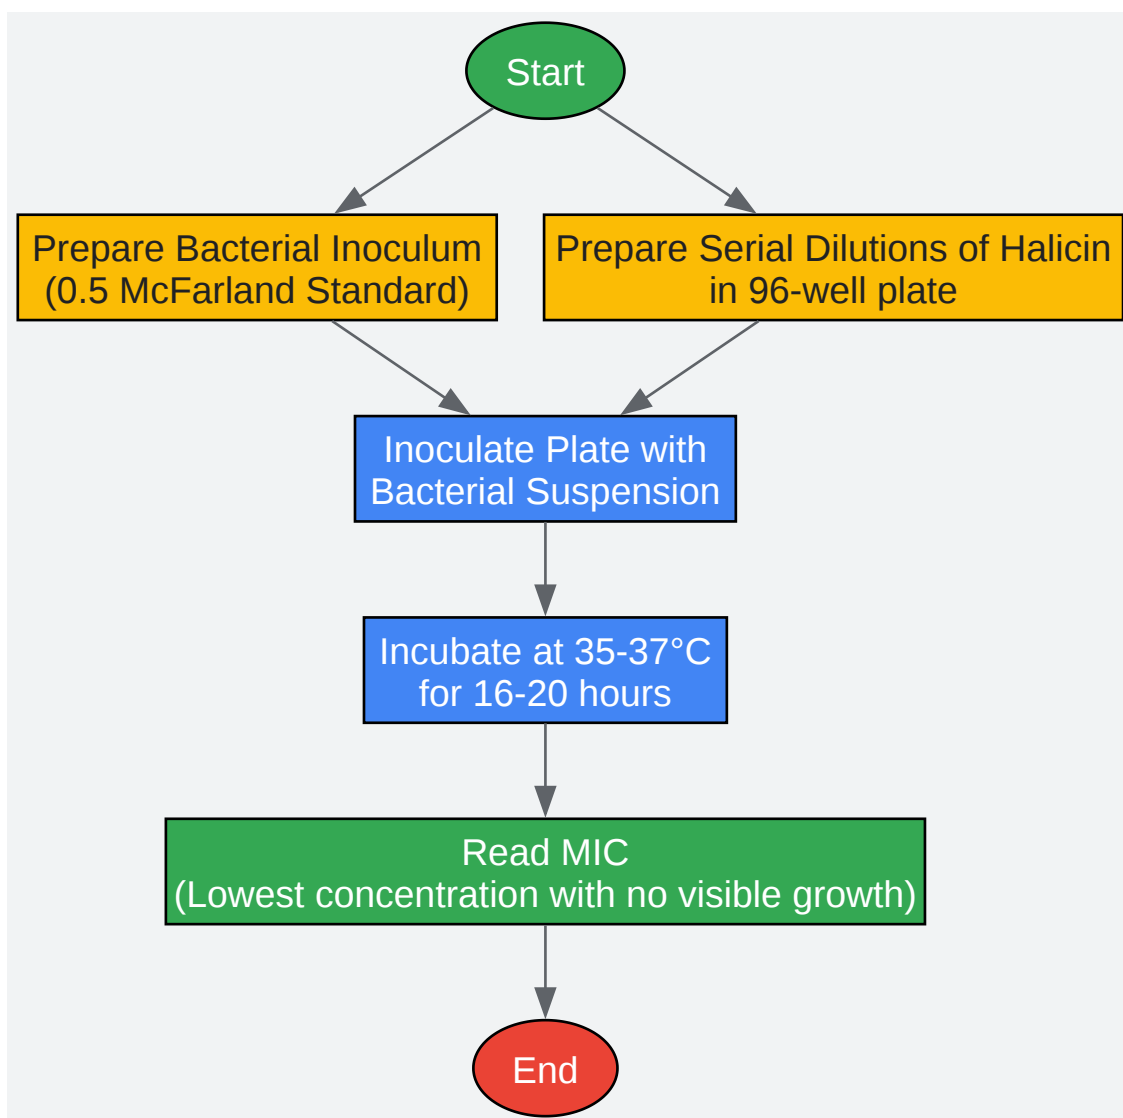 Start
Prepare Bacterial Inoculum
(0.5 McFarland Standard)
Prepare Serial Dilutions of Halicin
in 96-well plate
Inoculate Plate with
Bacterial Suspension
Incubate at 35-37°C
for 16-20 hours
Read MIC
(Lowest concentration with no visible growth)
End